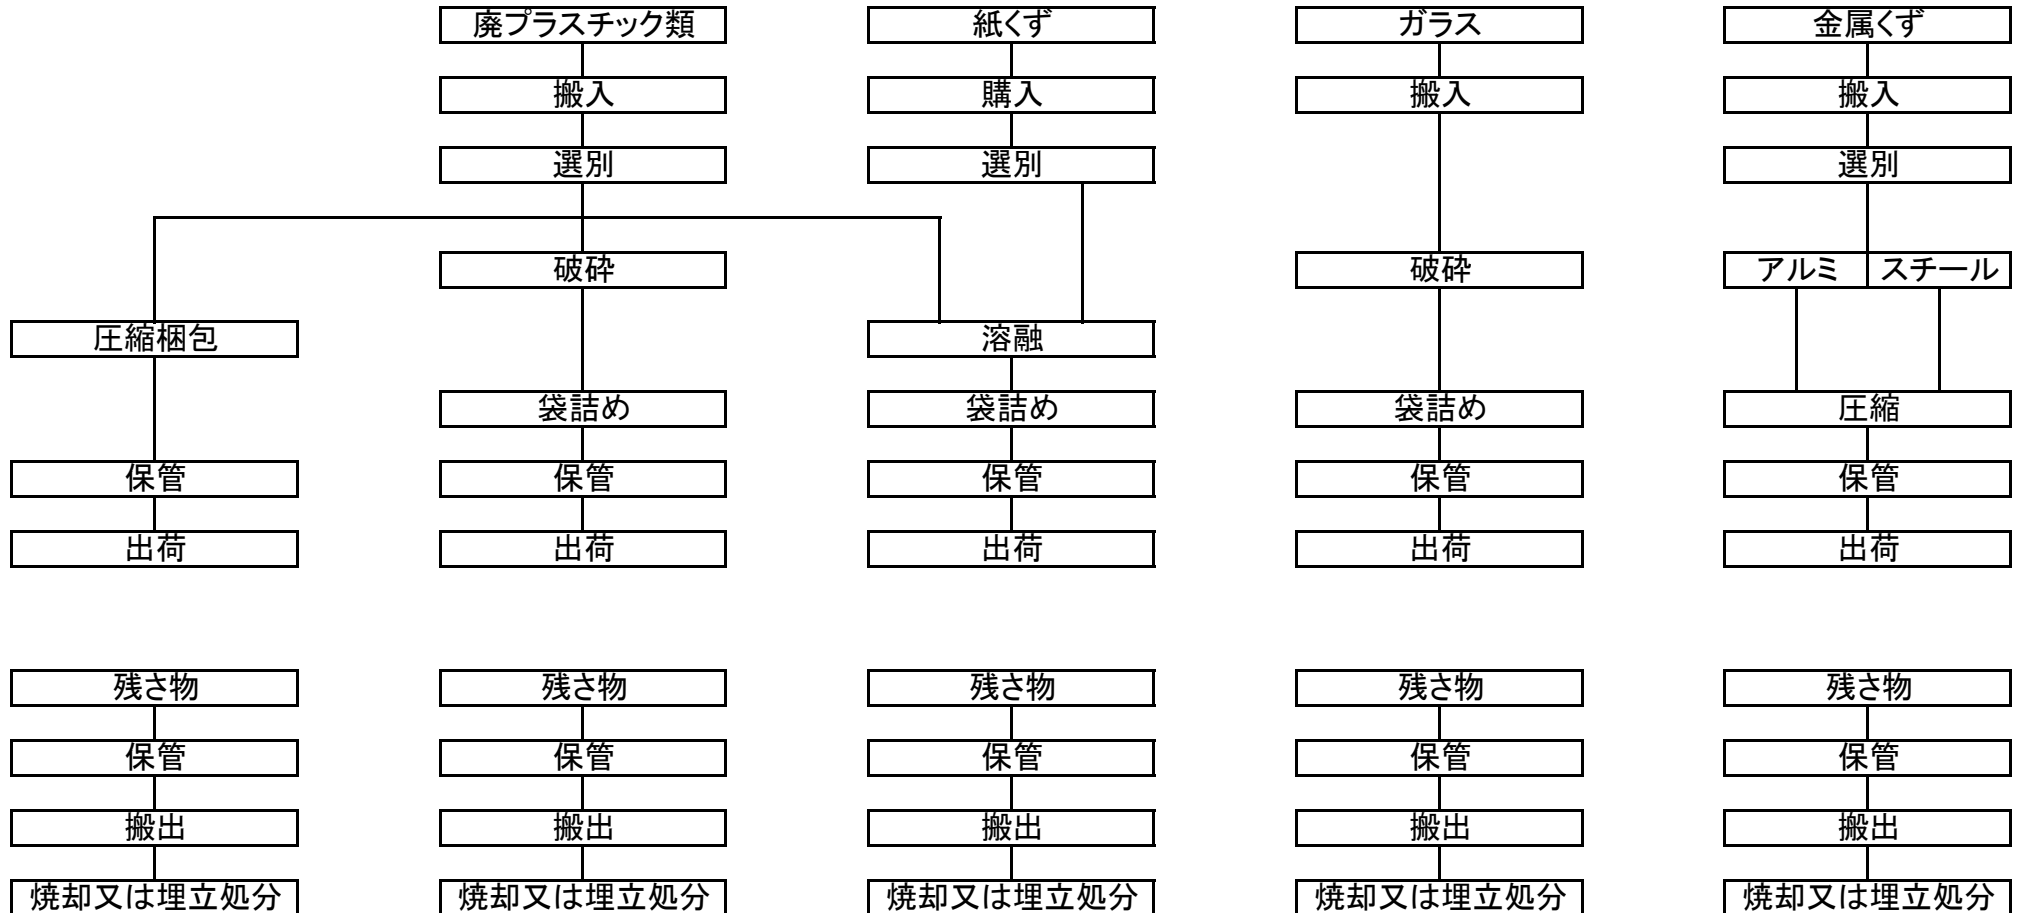 廃プラスチック類
紙くず
ガラス
金属くず
搬入
購入
搬入
搬入
選別
選別
選別
破砕
破砕
アルミ
スチール
圧縮梱包
溶融
袋詰め
袋詰め
袋詰め
圧縮
保管
保管
保管
保管
保管
出荷
出荷
出荷
出荷
出荷
残さ物
残さ物
残さ物
残さ物
残さ物
保管
保管
保管
保管
保管
搬出
搬出
搬出
搬出
搬出
焼却又は埋立処分
焼却又は埋立処分
焼却又は埋立処分
焼却又は埋立処分
焼却又は埋立処分